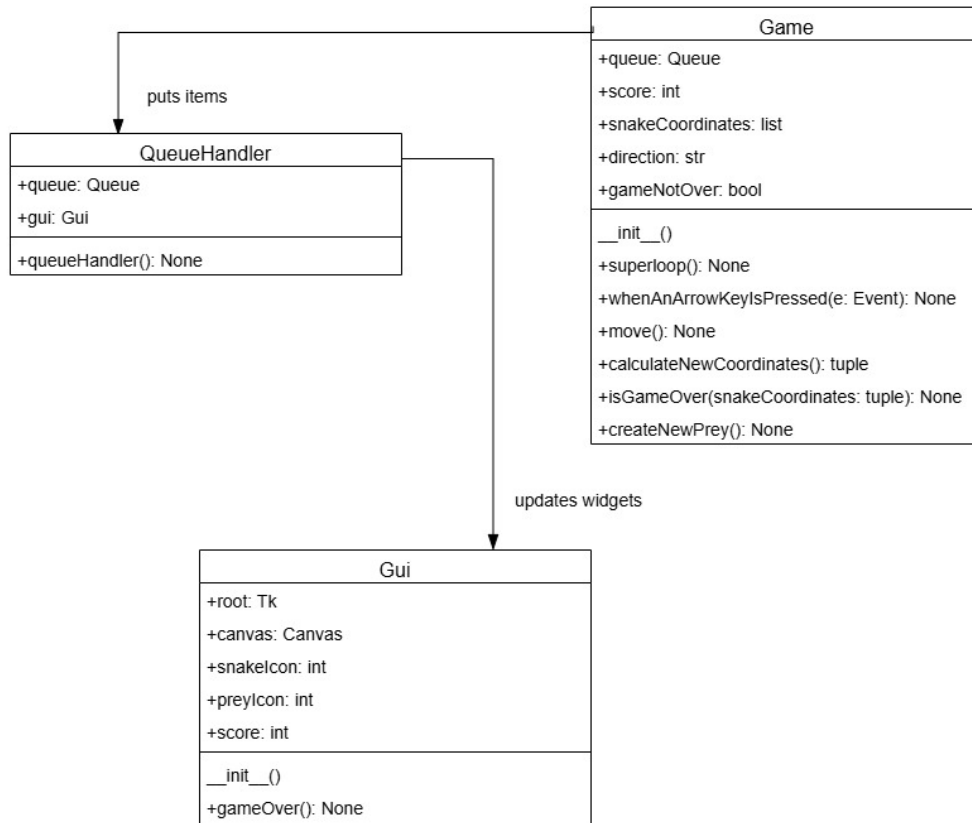 Game
+queue: Queue
+score: int
+snakeCoordinates: list
+direction: str
+gameNotOver: bool
__init__()
+superloop(): None
+whenAnArrowKeyIsPressed(e: Event): None
+move(): None
+calculateNewCoordinates(): tuple
+isGameOver(snakeCoordinates: tuple): None
+createNewPrey(): None
puts items
QueueHandler
+queue: Queue
+gui: Gui
+queueHandler(): None
updates widgets
Gui
+root: Tk
+canvas: Canvas
+snakeIcon: int
+preyIcon: int
+score: int
__init__()
+gameOver(): None